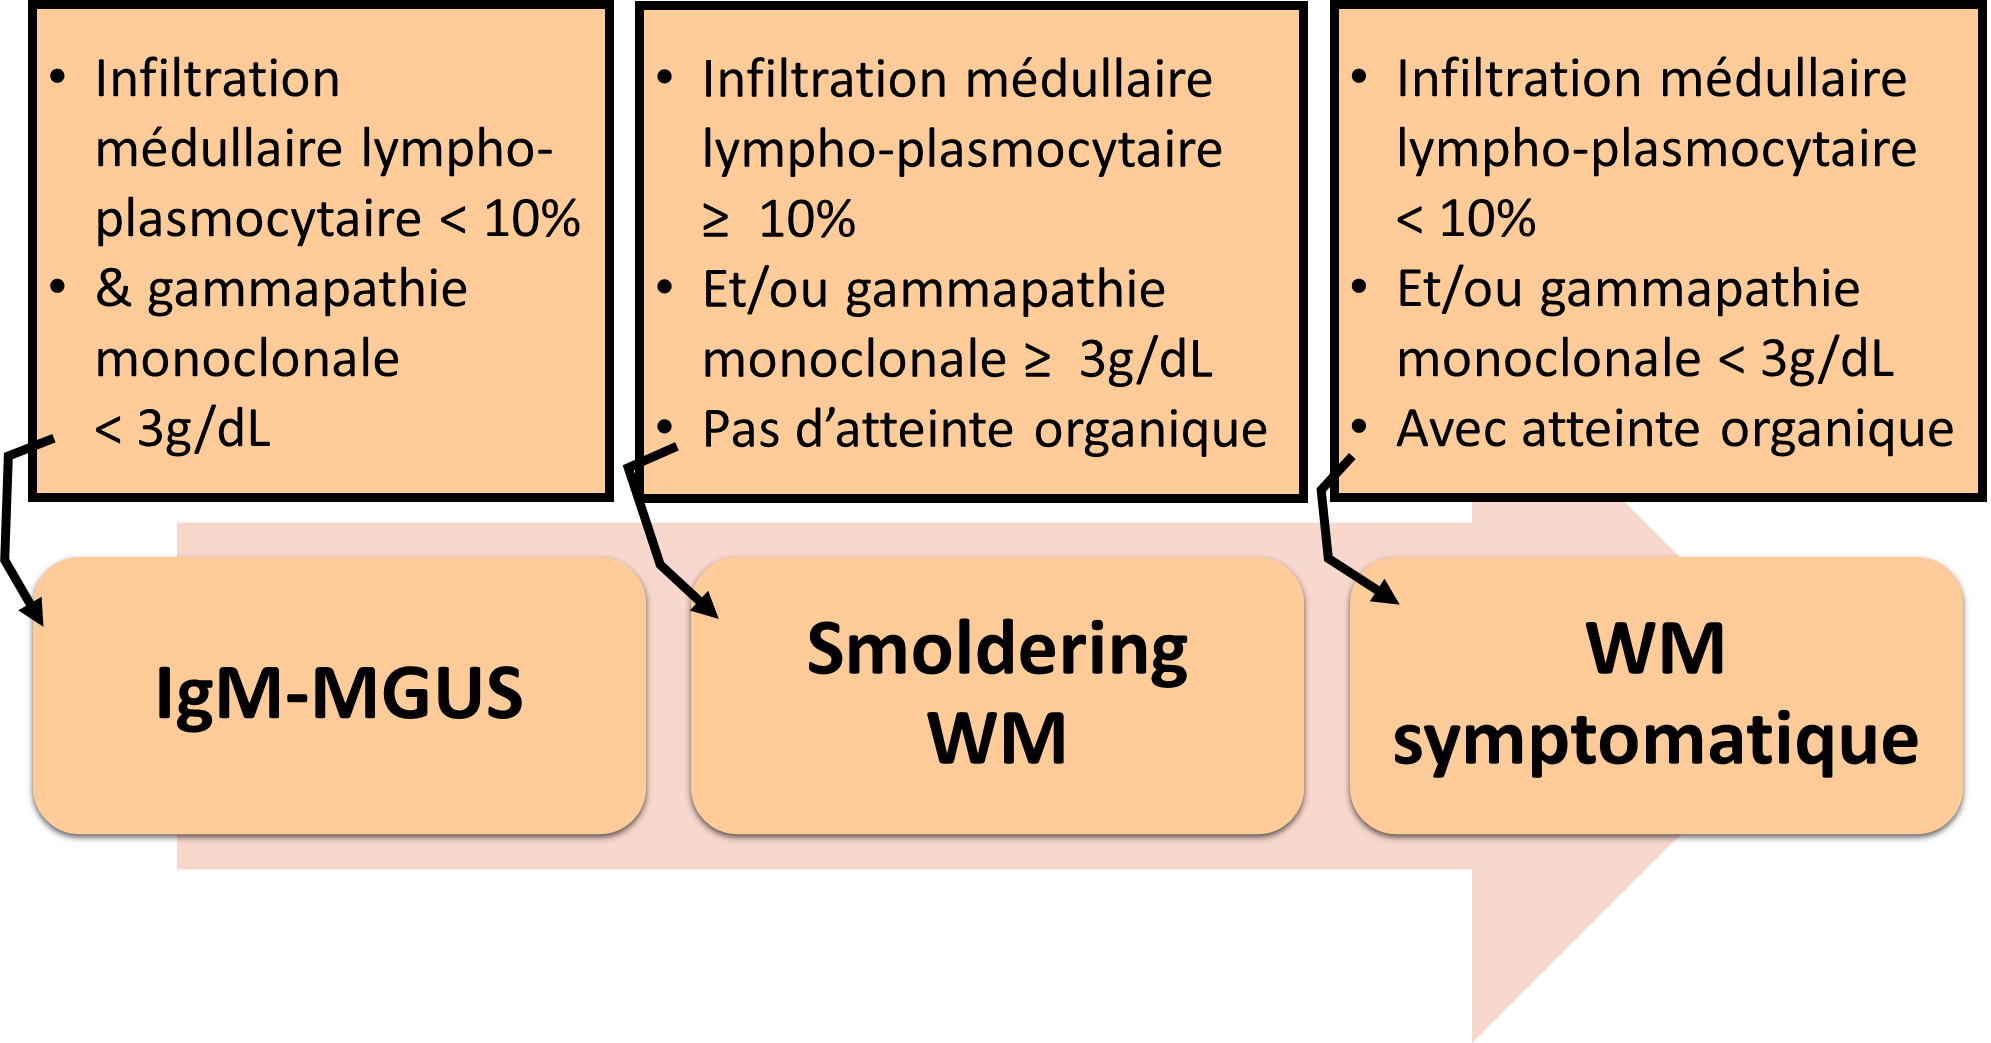 • Infiltration
médullaire lympho-
plasmocytaire < 10%
• & gammapathie
monoclonale
< 3g/dL
• Infiltration médullaire
lympho-plasmocytaire
≥ 10%
• Et/ou gammapathie
monoclonale ≥ 3g/dL
• Pas d’atteinte organique
• Infiltration médullaire
lympho-plasmocytaire
< 10%
• Et/ou gammapathie
monoclonale < 3g/dL
• Avec atteinte organique
IgM-MGUS
Smoldering
WM
WM
symptomatique